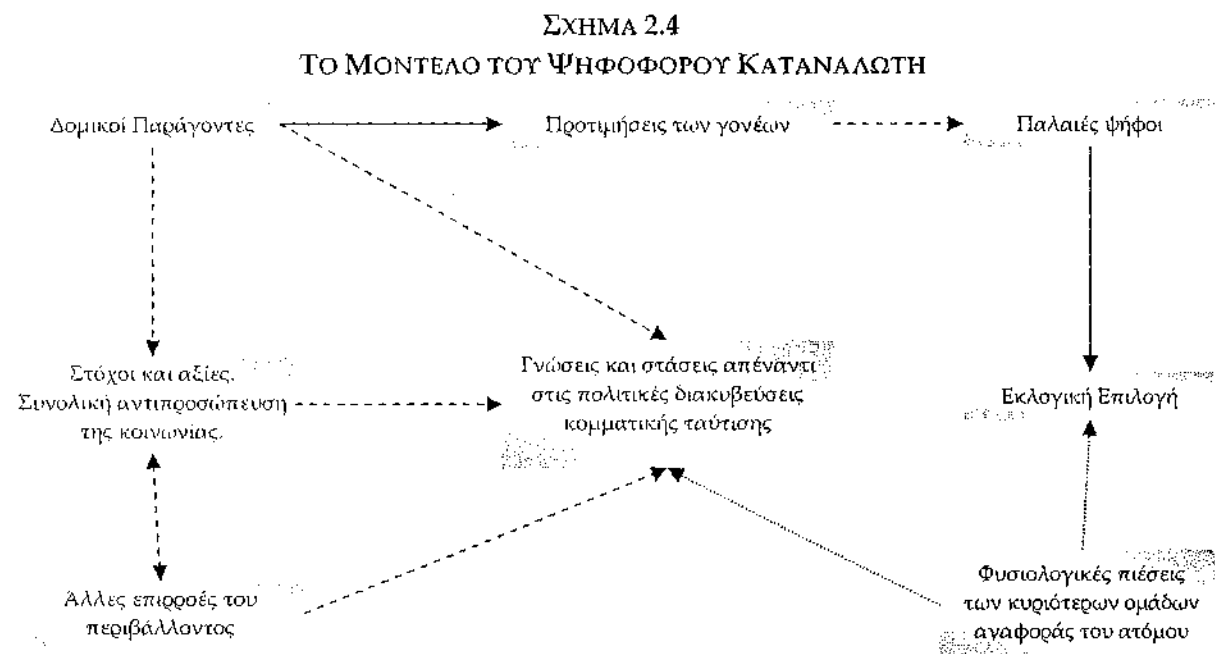 ΣΧΗΜΑ 2.4
ΤΟ ΜΟΝΤΕΛΟ ΤΟΥ ΨΗΦΟΦΟΡΟΥ ΚΑΤΑΝΑΛΩΤΗ
Δομικοί Παράγοντες
Προτιμήσεις των γονέων
Παλαιές ψήφοι
Στόχοι και αξίες.
Συνολική αντιπροσώπευση
της κοινωνίας.
Γνώσεις και στάσεις απέναντι
στις πολιτικές διακυβεύσεις
κομματικής ταύτισης
Εκλογική Επιλογή
Άλλες επιρροές του
περιβάλλοντος
Φυσιολογικές πιέσεις
των κυριότερων ομάδων
αναφοράς του ατόμου